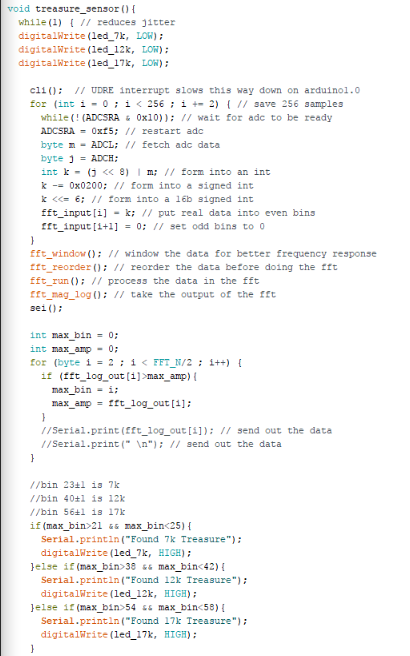 void treasure_sensor(){
while(1) { // reduces jitter
digitalWrite(led_7k, LOW);
digitalWrite(led_12k, LOW);
digitalWrite(led_17k, LOW);
cli();  // UDRE interrupt slows this way down on arduino1.0
for (int i = 0 ; i < 256 ; i += 2) { // save 256 samples
while(!(ADCSRA & 0x10)); // wait for adc to be ready
ADCSRA = 0xf5; // restart adc
byte m = ADCL; // fetch adc data
byte j = ADCH;
int k = (j << 8) | m; // form into an int
k -= 0x0200; // form into a signed int
k <<= 6; // form into a 16b signed int
fft_input[i] = k; // put real data into even bins
fft_input[i+1] = 0; // set odd bins to 0
}
fft_window(); // window the data for better frequency response
fft_reorder(); // reorder the data before doing the fft
fft_run(); // process the data in the fft
fft_mag_log(); // take the output of the fft
sei();
int max_bin = 0;
int max_amp = 0;
for (byte i = 2 ; i < FFT_N/2 ; i++) {
if (fft_log_out[i]>max_amp){
max_bin = i;
max_amp = fft_log_out[i];
}
//Serial.print(fft_log_out[i]); // send out the data
//Serial.print(" \n"); // send out the data
}
//bin 23±1 is 7k
//bin 40±1 is 12k
//bin 56±1 is 17k
if(max_bin>21 && max_bin<25){
Serial.println("Found 7k Treasure");
digitalWrite(led_7k, HIGH);
}else if(max_bin>38 && max_bin<42){
Serial.println("Found 12k Treasure");
digitalWrite(led_12k, HIGH);
}else if(max_bin>54 && max_bin<58){
Serial.println("Found 17k Treasure");
digitalWrite(led_17k, HIGH);
}